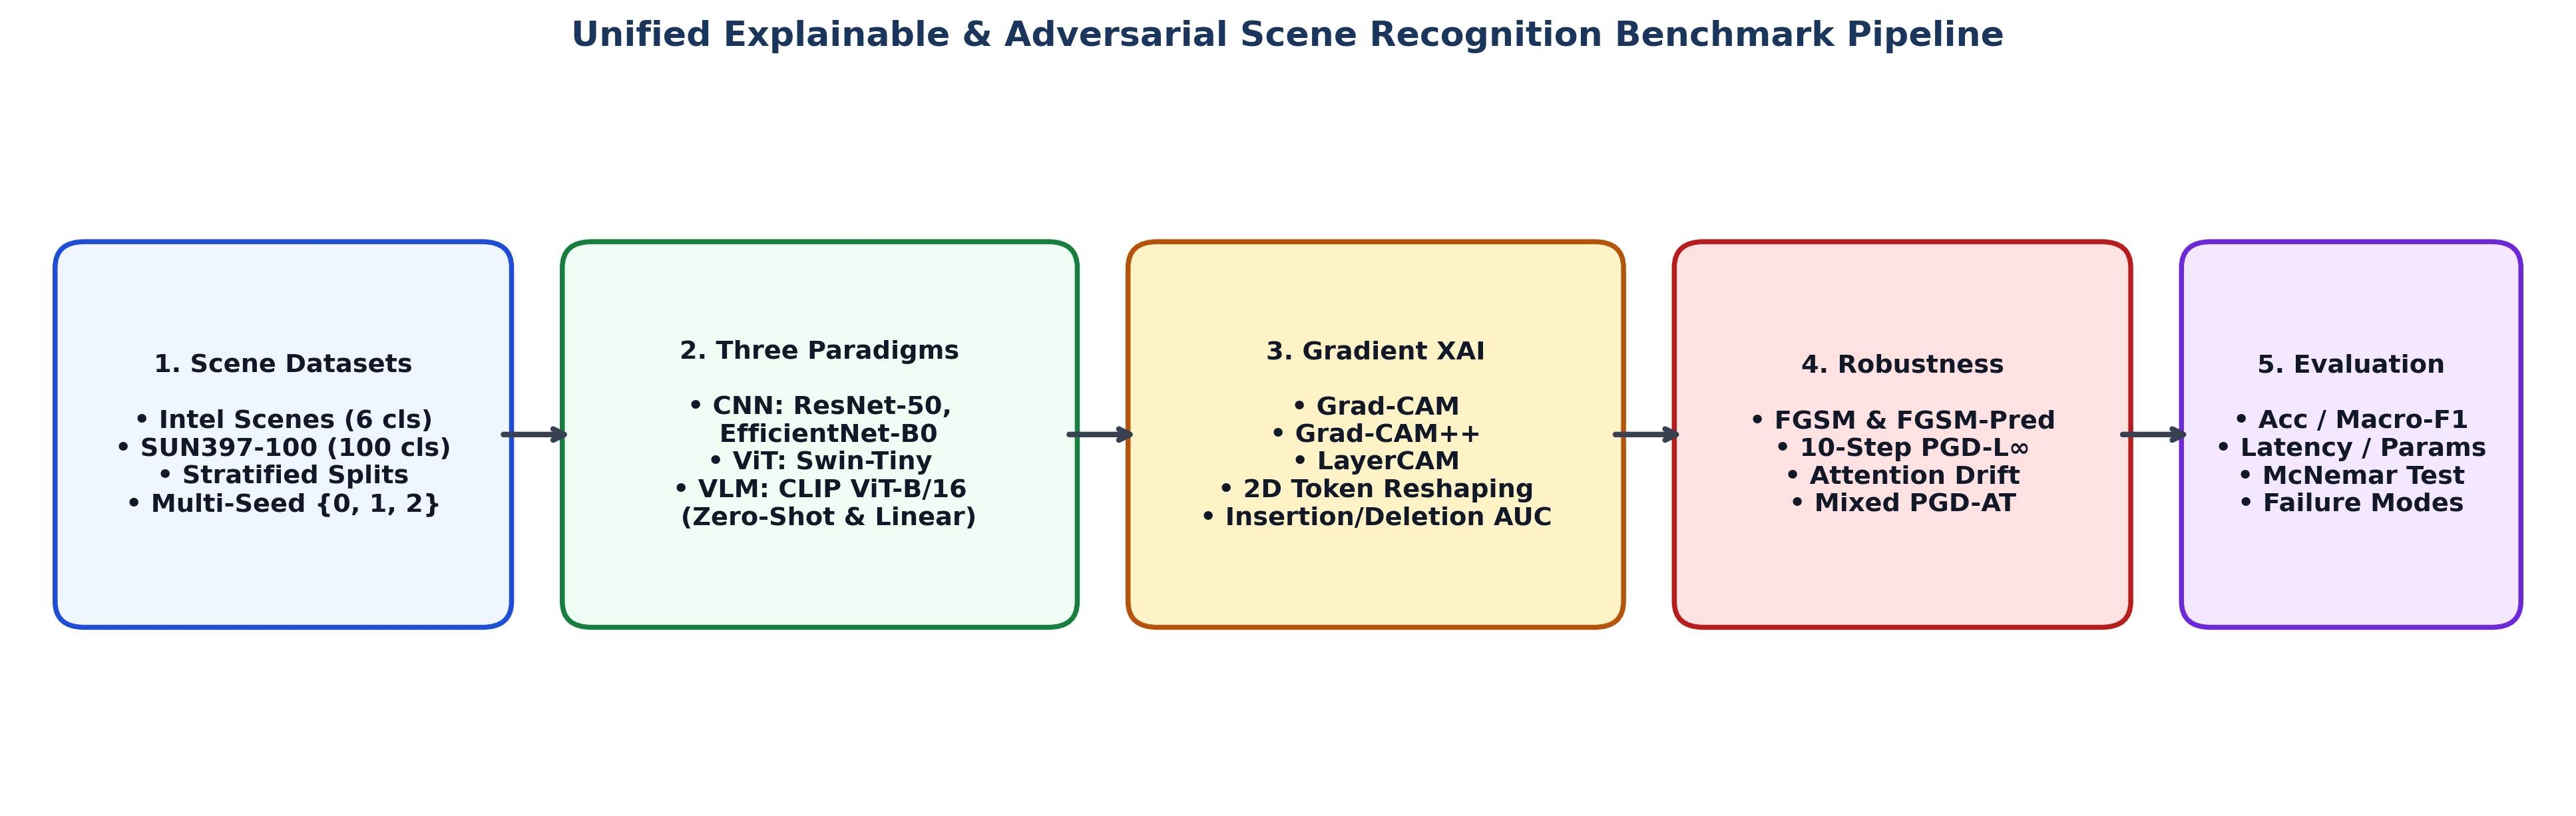 Unified Explainable & Adversarial Scene Recognition Benchmark Pipeline
1. Scene Datasets
• Intel Scenes (6 cls)
• SUN397-100 (100 cls)
• Stratified Splits
• Multi-Seed {0, 1, 2}
2. Three Paradigms
• CNN: ResNet-50,
EfficientNet-B0
• ViT: Swin-Tiny
• VLM: CLIP ViT-B/16
(Zero-Shot & Linear)
3. Gradient XAI
• Grad-CAM
• Grad-CAM++
• LayerCAM
• 2D Token Reshaping
• Insertion/Deletion AUC
4. Robustness
• FGSM & FGSM-Pred
• 10-Step PGD-L∞
• Attention Drift
• Mixed PGD-AT
5. Evaluation
• Acc / Macro-F1
• Latency / Params
• McNemar Test
• Failure Modes